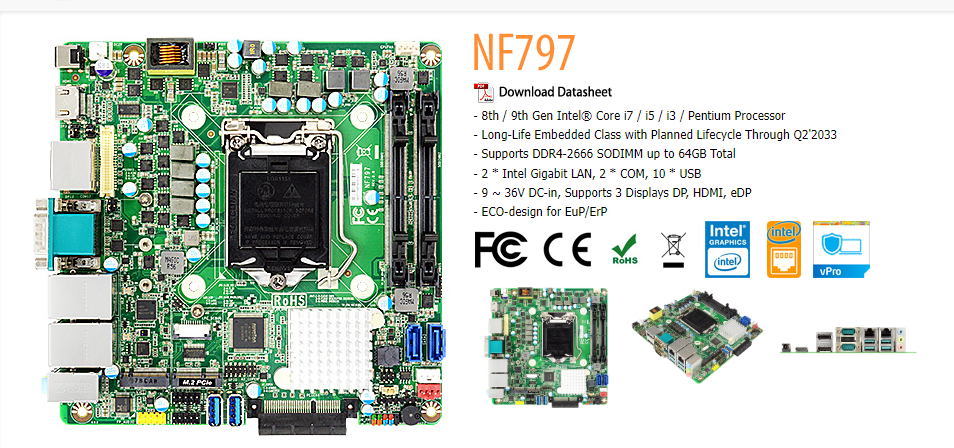 NF797
Download Datasheet
- 8th / 9th Gen Intel® Core i7 / i5 / i3 / Pentium Processor
- Long-Life Embedded Class with Planned Lifecycle Through Q2'2033
- Supports DDR4-2666 SODIMM up to 64GB Total
- 2 * Intel Gigabit LAN, 2 * COM, 10 * USB
- 9 ~ 36V DC-in, Supports 3 Displays DP, HDMI, eDP
- ECO-design for EuP/ErP
FC CE RoHS
Intel®
GRAPHICS
intel
intel
vPro
NF797
FC CE
RoHS
M.2 PCIe